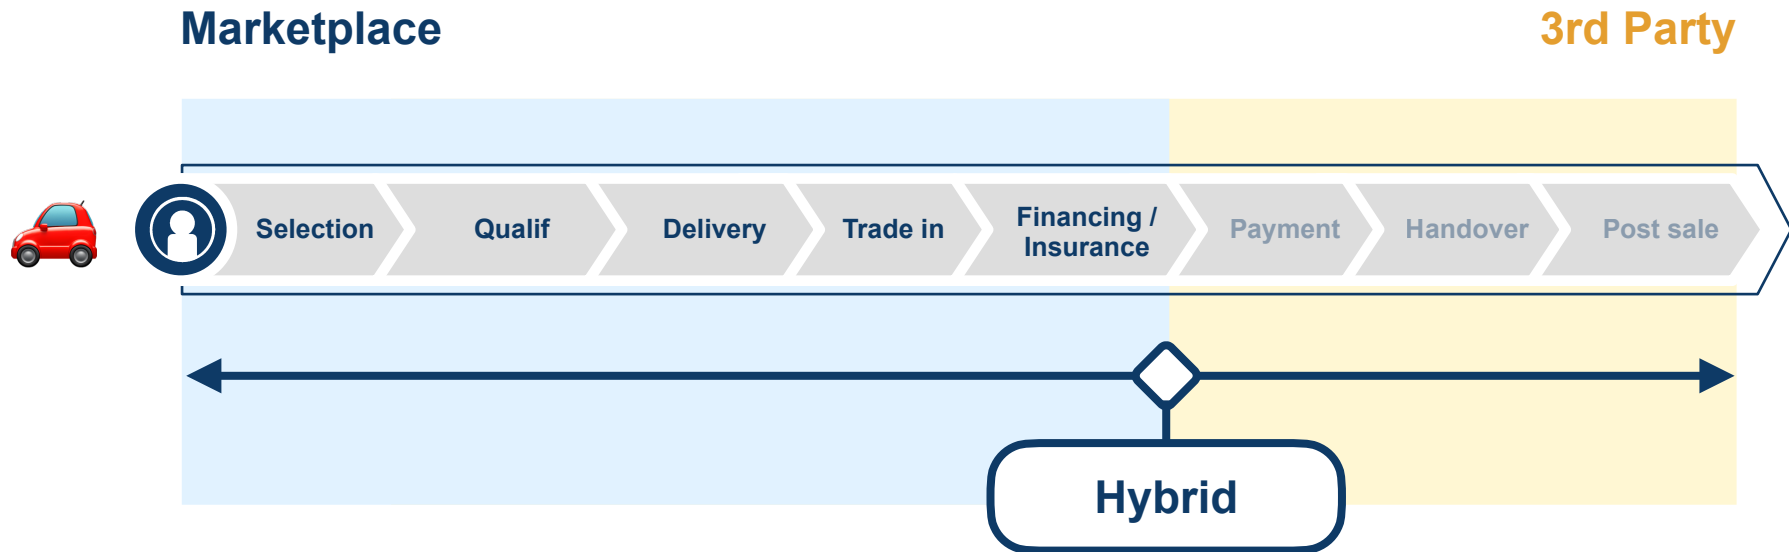 Marketplace
3rd Party
Selection
Qualif
Delivery
Trade in
Financing /
Insurance
Payment
Handover
Post sale
Hybrid